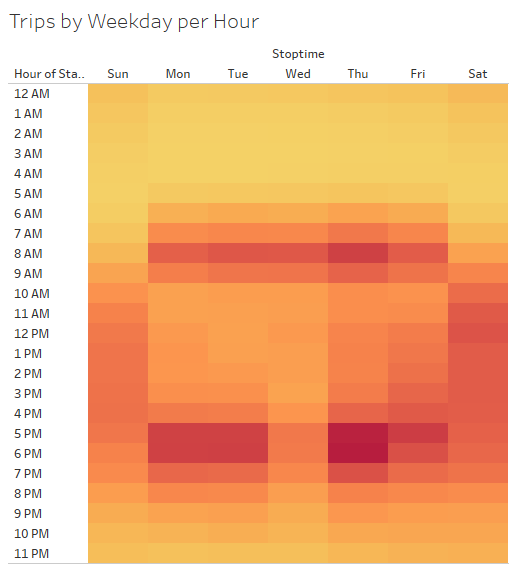 Trips by Weekday per Hour
Stoptime
Hour of Sta.. Sun Mon Tue Wed Thu Fri Sat
12 AM
1 AM
2 AM
3 AM
4 AM
5 AM
6 AM
7 AM
8 AM
9 AM
10 AM
11 AM
12 PM
1 PM
2 PM
3 PM
4 PM
5 PM
6 PM
7 PM
8 PM
9 PM
10 PM
11 PM